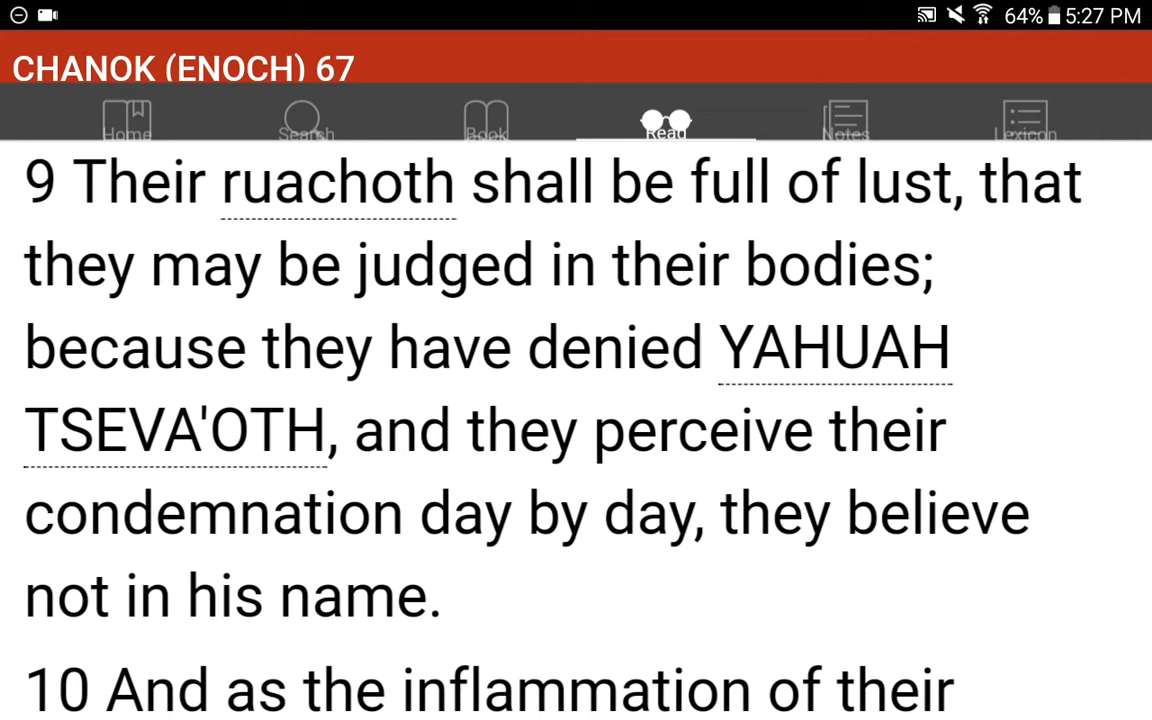 64% 5:27 PM
CHANOK (ENOCH) 67
Home Search Book Read Notes Lexicon
9 Their ruachoth shall be full of lust, that
they may be judged in their bodies;
because they have denied YAHUAH
TSEVA'OTH, and they perceive their
condemnation day by day, they believe
not in his name.
10 And as the inflammation of their